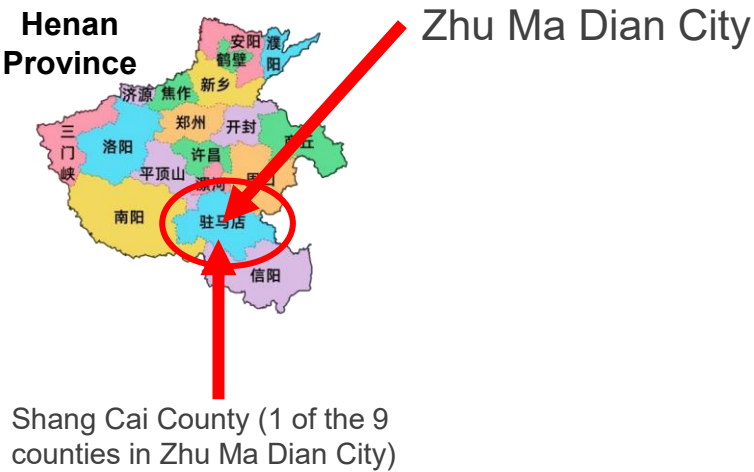 Henan
Province
Zhu Ma Dian City
安阳
濮
阳
鹤壁
新乡
济源
焦作
三
门
峡
洛阳
郑州
开封
许昌
平顶山
漯河
南阳
驻马店
信阳
Shang Cai County (1 of the 9
counties in Zhu Ma Dian City)